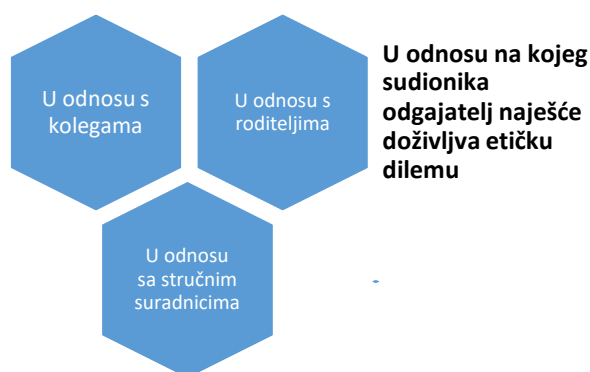 U odnosu s
kolegama
U odnosu s
roditeljima
U odnosu
sa stručnim
suradnicima
U odnosu na kojeg
sudionika
odgajatelj naješće
doživljva etičku
dilemu